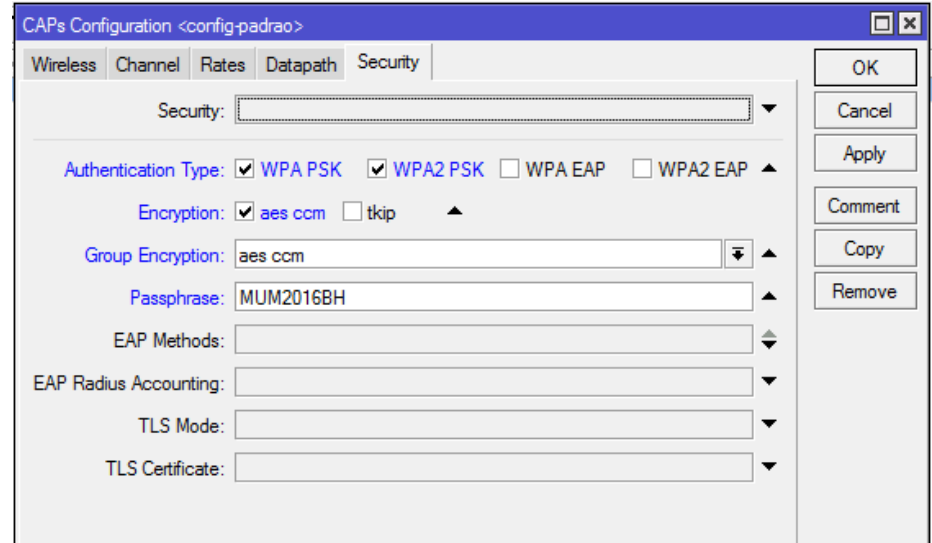 CAPs Configuration <config-padrao>
Wireless Channel Rates Datapath Security
OK
Cancel
Apply
Comment
Copy
Remove
Security:
Authentication Type: WPA PSK WPA2 PSK WPA EAP WPA2 EAP
Encryption: aes ccm tkip
Group Encryption: aes ccm
Passphrase: MUM2016BH
EAP Methods:
EAP Radius Accounting:
TLS Mode:
TLS Certificate: